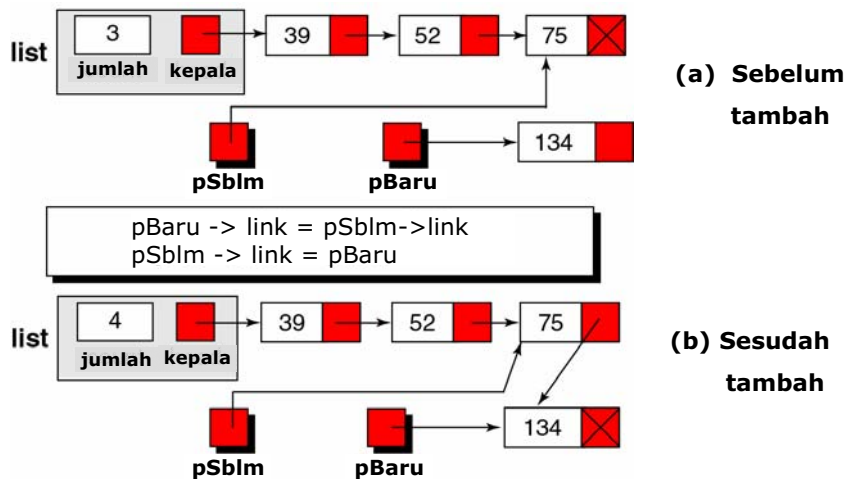 list
3
39
52
75
jumlah
kepala
(a) Sebelum
tambah
134
pSblm
pBaru
pBaru -> link = pSblm->link
pSblm -> link = pBaru
list
4
39
52
75
jumlah
kepala
(b) Sesudah
tambah
134
pSblm
pBaru